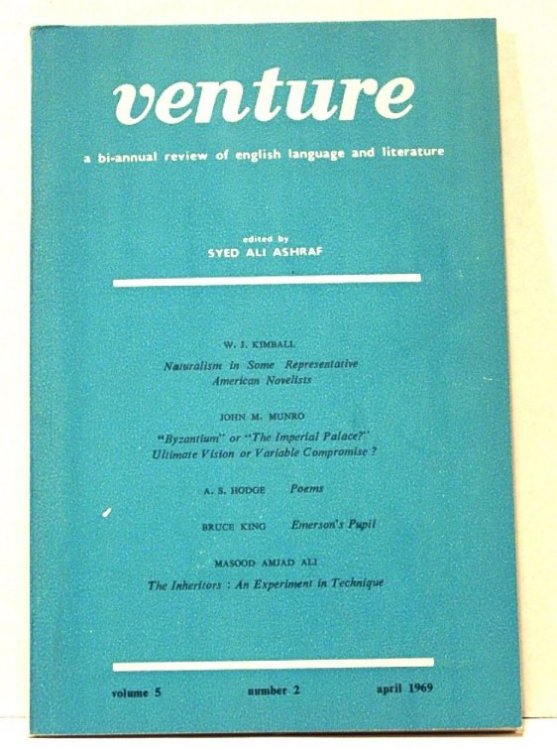 venture
a bi-annual review of english language and literature
edited by
SYED ALI ASHRAF
W. J. KIMBALL
Naturalism in Some Representative
American Novelists
JOHN M. MUNRO
"Byzantium" or "The Imperial Palace?"
Ultimate Vision or Variable Compromise ?
A. S. HODGE Poems
BRUCE KING Emerson's Pupil
MASOOD AMJAD ALI
The Inheritors : An Experiment in Technique
volume 5 number 2 april 1969